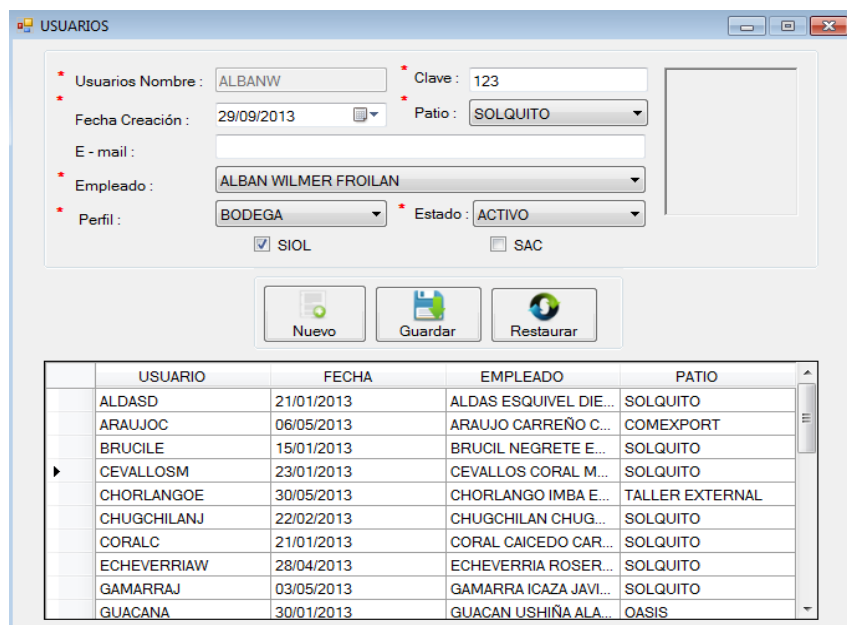 USUARIOS
* Usuarios Nombre : ALBANW * Clave : 123
* Fecha Creación : 29/09/2013 * Patio : SOLQUITO
E - mail :
* Empleado : ALBAN WILMER FROILAN
* Perfil : BODEGA * Estado : ACTIVO
SIOL SAC
Nuevo Guardar Restaurar
USUARIO FECHA EMPLEADO PATIO
ALDASD 21/01/2013 ALDAS ESQUIVEL DIE... SOLQUITO
ARAUJOC 06/05/2013 ARAUJO CARREÑO C... COMEXPORT
BRUCILE 15/01/2013 BRUCIL NEGRETE E... SOLQUITO
CEVALLOSM 23/01/2013 CEVALLOS CORAL M... SOLQUITO
CHORLANGOE 30/05/2013 CHORLANGO IMBA E... TALLER EXTERNAL
CHUGCHILANJ 22/02/2013 CHUGCHILAN CHUG... SOLQUITO
CORALC 21/01/2013 CORAL CAICEDO CAR... SOLQUITO
ECHEVERRIAW 28/04/2013 ECHEVERRIA ROSER... SOLQUITO
GAMARRAJ 03/05/2013 GAMARRA ICAZA JAVI... SOLQUITO
GUACANA 30/01/2013 GUACAN USHIÑA ALA... OASIS